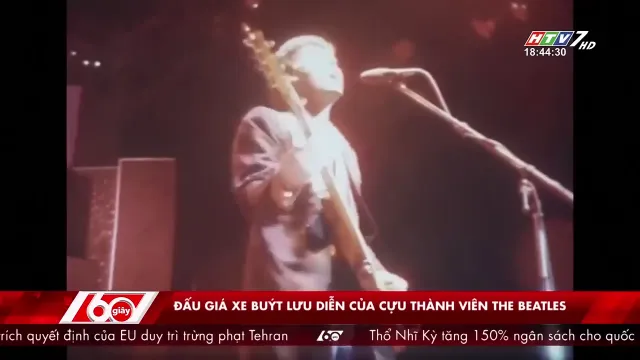 HTV7 HD
18:44:30
60 giây
ĐẤU GIÁ XE BUÝT LƯU DIỄN CỦA CỰU THÀNH VIÊN THE BEATLES
trích quyết định của EU duy trì trừng phạt Tehran 60 giây Thổ Nhĩ Kỳ tăng 150% ngân sách cho quốc